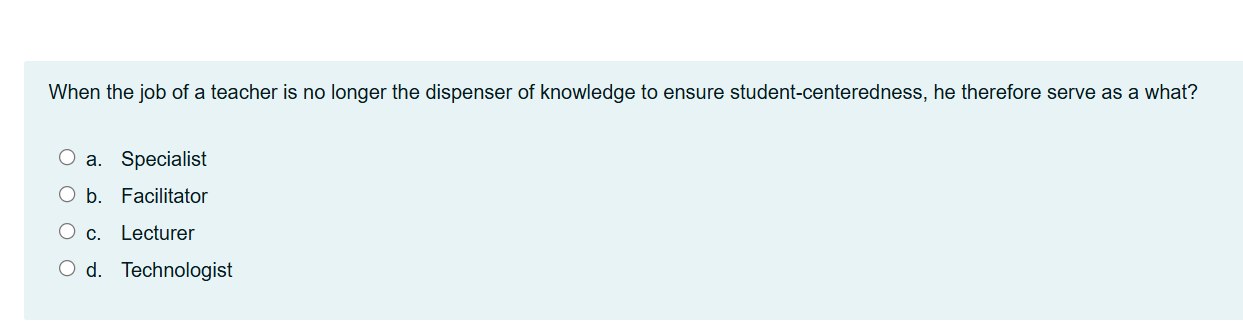 When the job of a teacher is no longer the dispenser of knowledge to ensure student-centeredness, he therefore serve as a what?
a. Specialist
b. Facilitator
c. Lecturer
d. Technologist